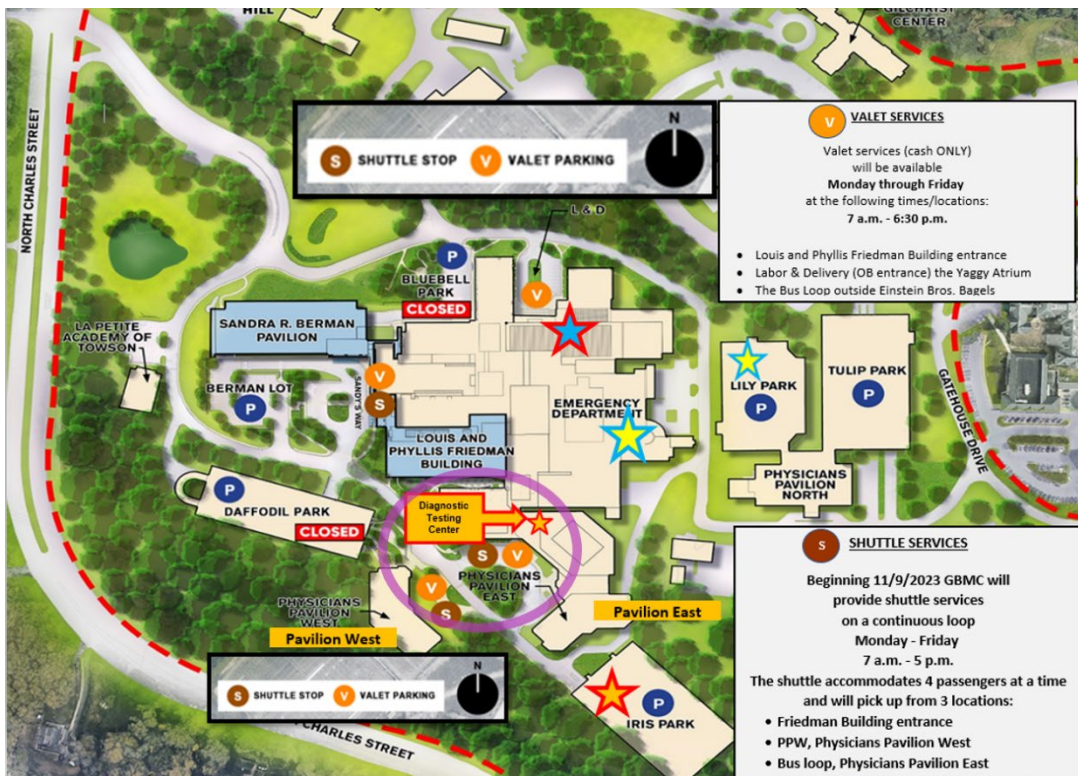 HILL
GILCHRIST
CENTER
NORTH CHARLES STREET
N
S SHUTTLE STOP V VALET PARKING
V VALET SERVICES
Valet services (cash ONLY)
will be available
Monday through Friday
at the following times/locations:
7 a.m. - 6:30 p.m.
• Louis and Phyllis Friedman Building entrance
• Labor & Delivery (OB entrance) the Yaggy Atrium
• The Bus Loop outside Einstein Bros. Bagels
L & D
V
P
BLUEBELL
PARK
CLOSED
SANDRA R. BERMAN
PAVILION
LA PETITE
ACADEMY OF
TOWSON
BERMAN LOT
P
SANDY'S WAY
V
S
EMERGENCY
DEPARTMENT
LOUIS AND
PHYLLIS FRIEDMAN
BUILDING
LILY PARK
P
TULIP PARK
P
GATEHOUSE DRIVE
PHYSICIANS
PAVILION
NORTH
P
DAFFODIL PARK
CLOSED
Diagnostic
Testing
Center
S V
PHYSICIANS
PAVILION
EAST
V
S
PHYSICIANS
PAVILION
WEST
Pavilion West
Pavilion East
N
S SHUTTLE STOP V VALET PARKING
CHARLES STREET
P
IRIS PARK
S SHUTTLE SERVICES
Beginning 11/9/2023 GBMC will
provide shuttle services
on a continuous loop
Monday - Friday
7 a.m. - 5 p.m.
The shuttle accommodates 4 passengers at a time
and will pick up from 3 locations:
• Friedman Building entrance
• PPW, Physicians Pavilion West
• Bus loop, Physicians Pavilion East